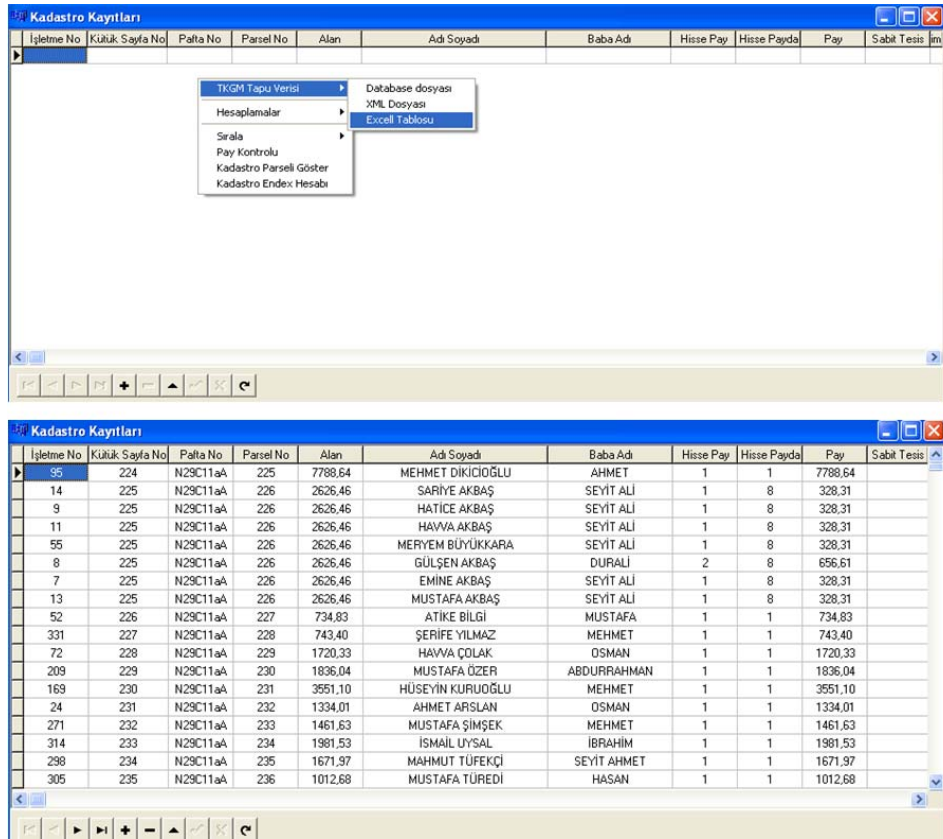 Kadastro Kayıtları
İşletme No Kütük Sayfa No Pafta No Parsel No Alan Adı Soyadı Baba Adı Hisse Pay Hisse Payda Pay Sabit Tesis im
TKGM Tapu Verisi
Database dosyası
XML Dosyası
Excell Tablosu
Hesaplamalar
Sırala
Pay Kontrolu
Kadastro Parseli Göster
Kadastro Endex Hesabı
Kadastro Kayıtları
İşletme No Kütük Sayfa No Pafta No Parsel No Alan Adı Soyadı Baba Adı Hisse Pay Hisse Payda Pay Sabit Tesis
95 224 N29C11aA 225 7788,64 MEHMET DİKİCİOĞLU AHMET 1 1 7788,64
14 225 N29C11aA 226 2626,46 SARİYE AKBAŞ SEYİT ALİ 1 8 328,31
9 225 N29C11aA 226 2626,46 HATİCE AKBAŞ SEYİT ALİ 1 8 328,31
11 225 N29C11aA 226 2626,46 HAVVA AKBAŞ SEYİT ALİ 1 8 328,31
55 225 N29C11aA 226 2626,46 MERYEM BÜYÜKKARA SEYİT ALİ 1 8 328,31
8 225 N29C11aA 226 2626,46 GÜLŞEN AKBAŞ DURALİ 2 8 656,61
7 225 N29C11aA 226 2626,46 EMİNE AKBAŞ SEYİT ALİ 1 8 328,31
13 225 N29C11aA 226 2626,46 MUSTAFA AKBAŞ SEYİT ALİ 1 8 328,31
52 226 N29C11aA 227 734,83 ATİKE BİLGİ MUSTAFA 1 1 734,83
331 227 N29C11aA 228 743,40 ŞERİFE YILMAZ MEHMET 1 1 743,40
72 228 N29C11aA 229 1720,33 HAVVA ÇOLAK OSMAN 1 1 1720,33
209 229 N29C11aA 230 1836,04 MUSTAFA ÖZER ABDURRAHMAN 1 1 1836,04
169 230 N29C11aA 231 3551,10 HÜSEYİN KURUOĞLU MEHMET 1 1 3551,10
24 231 N29C11aA 232 1334,01 AHMET ARSLAN OSMAN 1 1 1334,01
271 232 N29C11aA 233 1461,63 MUSTAFA ŞİMŞEK MEHMET 1 1 1461,63
314 233 N29C11aA 234 1981,53 İSMAİL UYSAL İBRAHİM 1 1 1981,53
298 234 N29C11aA 235 1671,97 MAHMUT TÜFEKÇİ SEYİT AHMET 1 1 1671,97
305 235 N29C11aA 236 1012,68 MUSTAFA TÜREDİ HASAN 1 1 1012,68